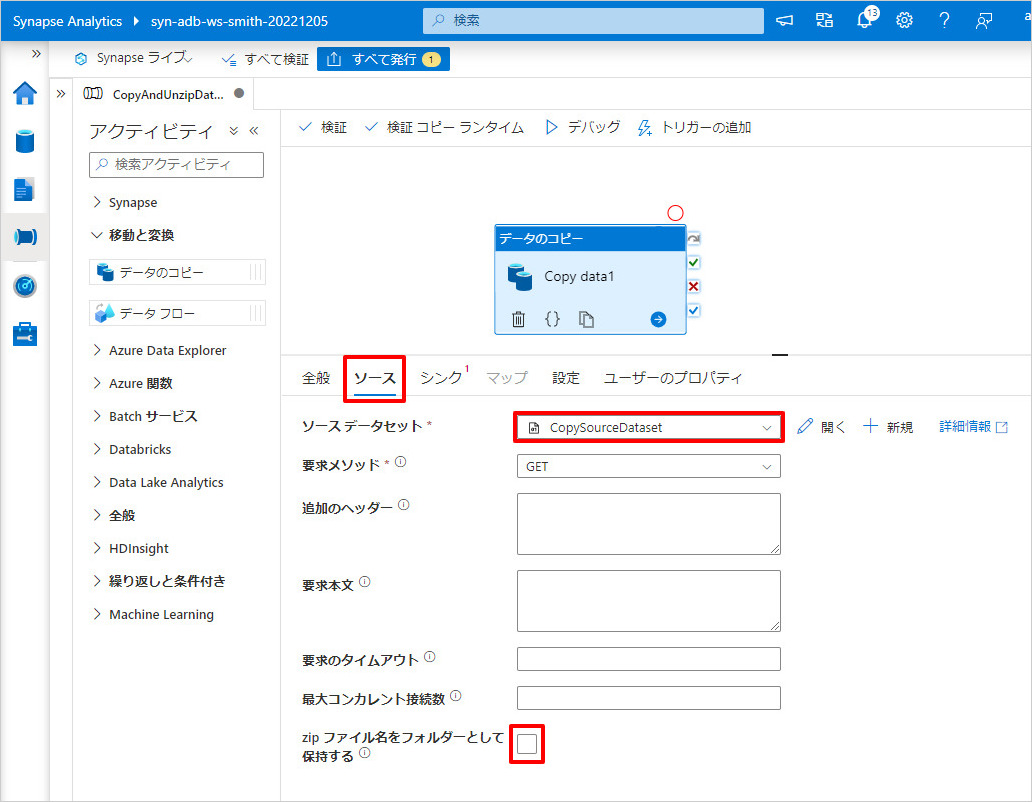 Synapse Analytics
syn-adb-ws-smith-20221205
検索
13
Synapse ライブ
すべて検証
すべて発行
1
CopyAndUnzipDat...
アクティビティ
検索アクティビティ
Synapse
移動と変換
データのコピー
データ フロー
Azure Data Explorer
Azure 関数
Batch サービス
Databricks
Data Lake Analytics
全般
HDInsight
繰り返しと条件付き
Machine Learning
検証
検証 コピー ランタイム
デバッグ
トリガーの追加
データのコピー
Copy data1
全般
ソース
シンク1
マップ
設定
ユーザーのプロパティ
ソース データセット *
CopySourceDataset
開く
新規
詳細情報
要求メソッド *
GET
追加のヘッダー
要求本文
要求のタイムアウト
最大コンカレント接続数
zip ファイル名をフォルダーとして
保持する